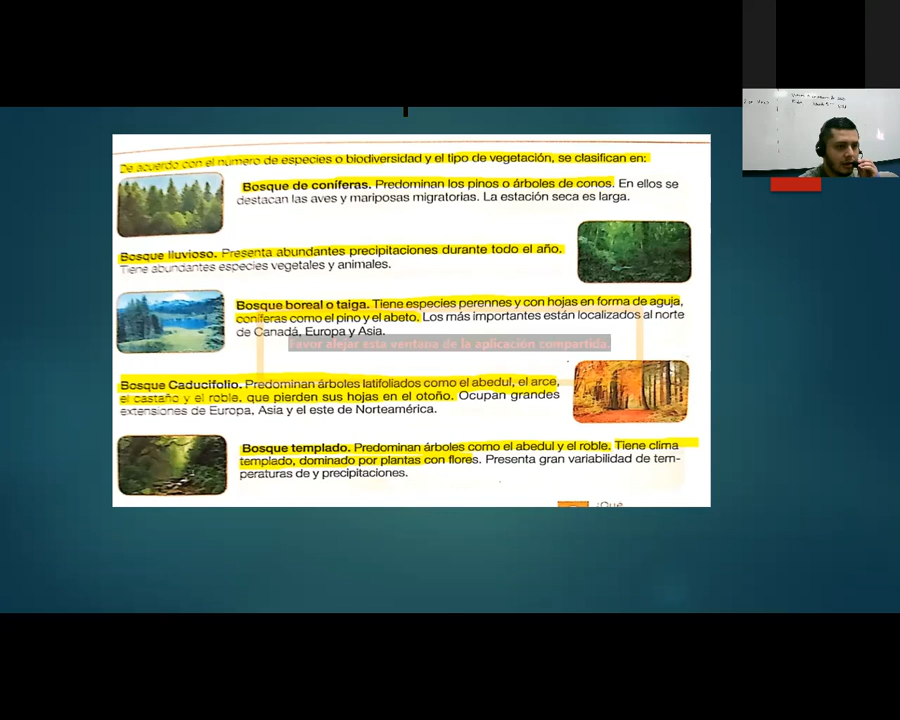 De acuerdo con el número de especies o biodiversidad y el tipo de vegetación, se clasifican en:
Bosque de coníferas. Predominan los pinos o árboles de conos. En ellos se
destacan las aves y mariposas migratorias. La estación seca es larga.
Bosque lluvioso. Presenta abundantes precipitaciones durante todo el año.
Tiene abundantes especies vegetales y animales.
Bosque boreal o taiga. Tiene especies perennes y con hojas en forma de aguja,
coníferas como el pino y el abeto. Los más importantes están localizados al norte
de Canadá, Europa y Asia.
Favor alejar esta ventana de la aplicación compartida.
Bosque Caducifolio. Predominan árboles latifoliados como el abedul, el arce,
el castaño y el roble, que pierden sus hojas en el otoño. Ocupan grandes
extensiones de Europa, Asia y el este de Norteamérica.
Bosque templado. Predominan árboles como el abedul y el roble. Tiene clima
templado, dominado por plantas con flores. Presenta gran variabilidad de tem-
peraturas de y precipitaciones.
¿Que